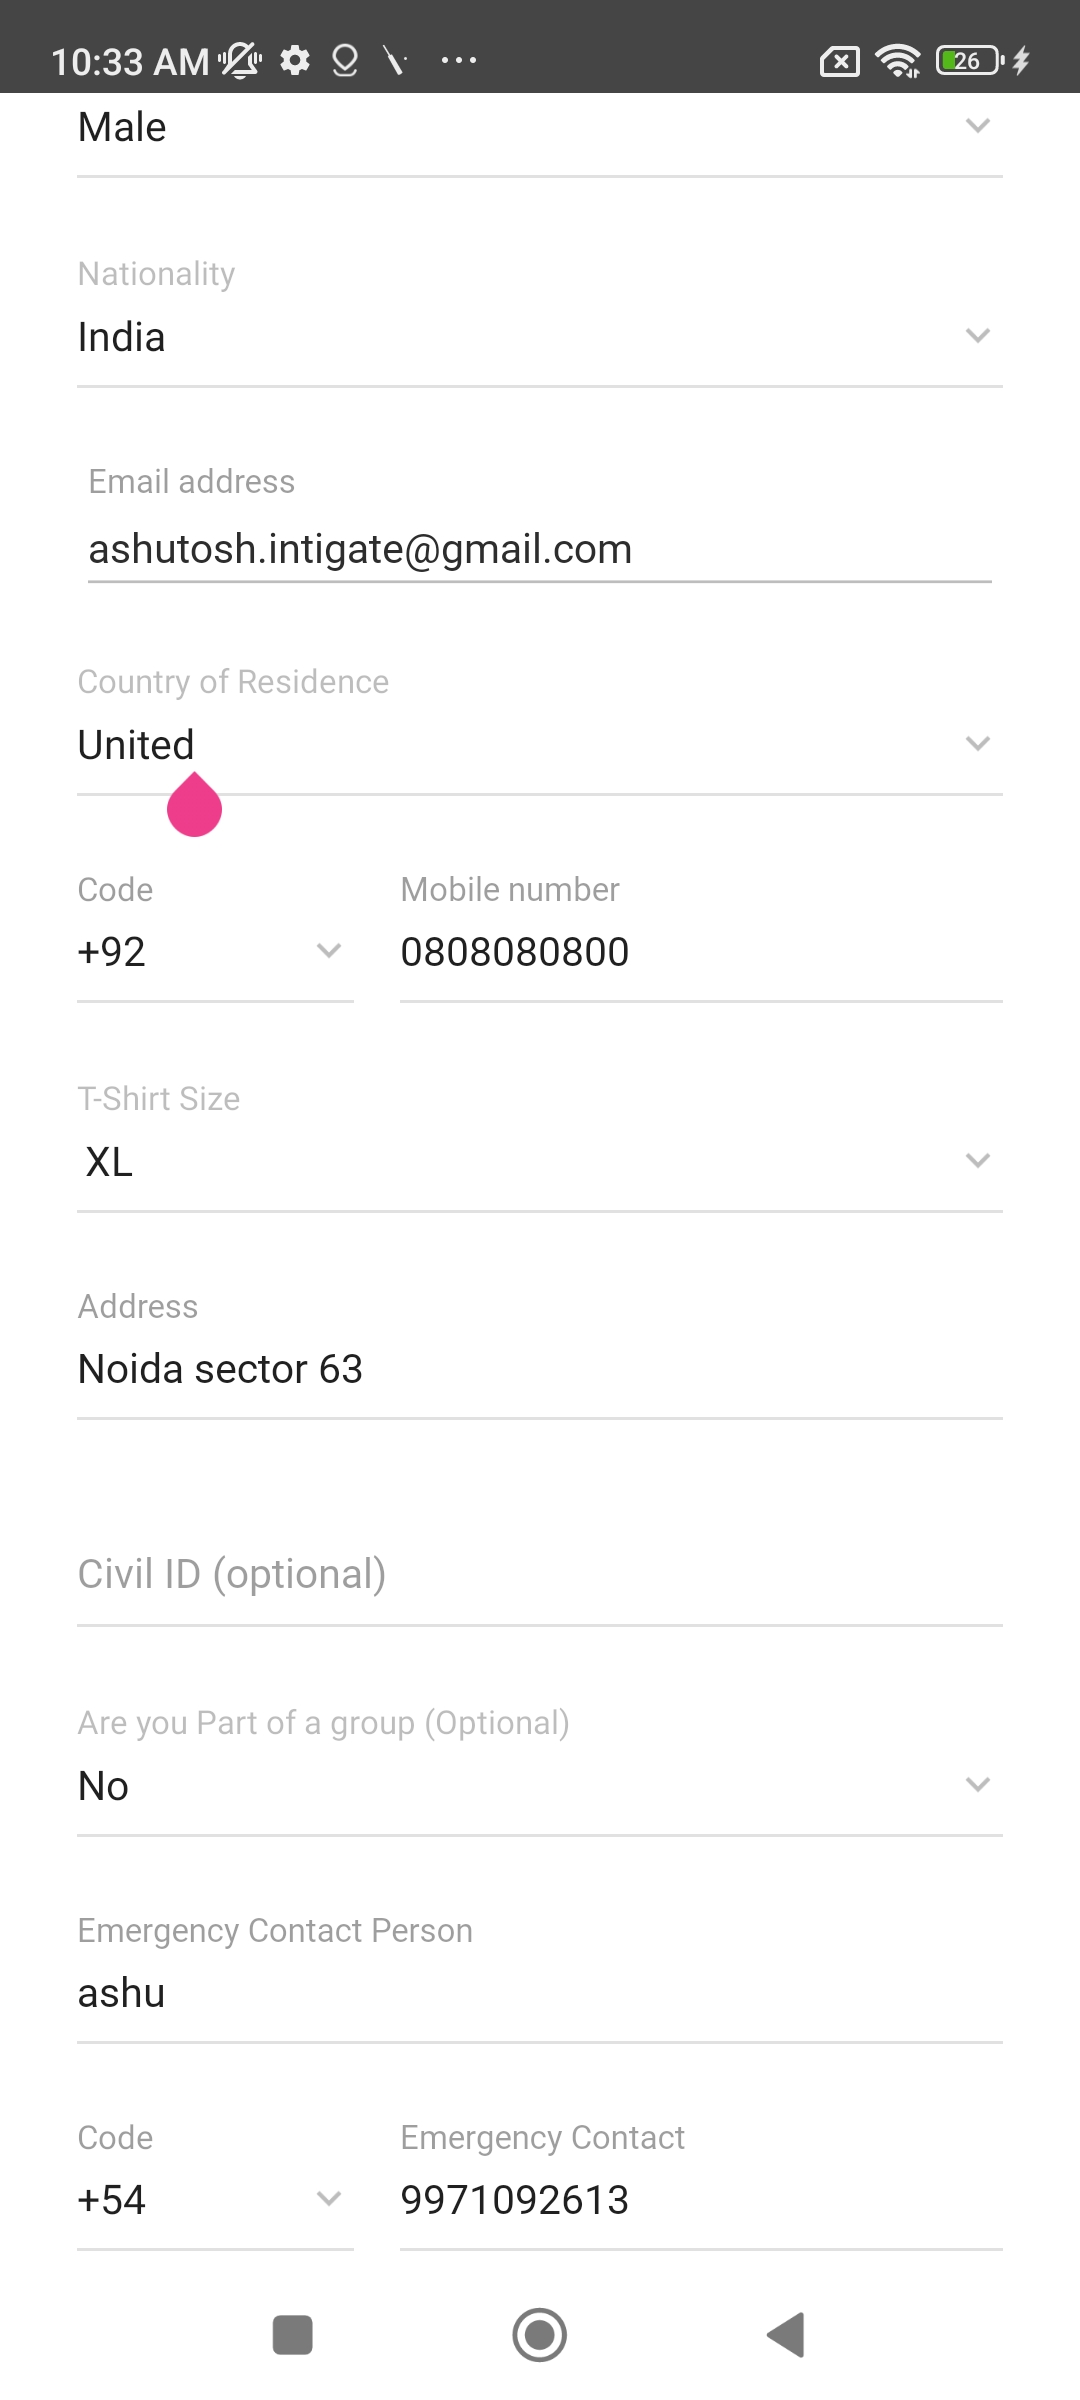 10:33 AM 26
Male
Nationality
India
Email address
ashutosh.intigate@gmail.com
Country of Residence
United
Code Mobile number
+92 0808080800
T-Shirt Size
XL
Address
Noida sector 63
Civil ID (optional)
Are you Part of a group (Optional)
No
Emergency Contact Person
ashu
Code Emergency Contact
+54 9971092613